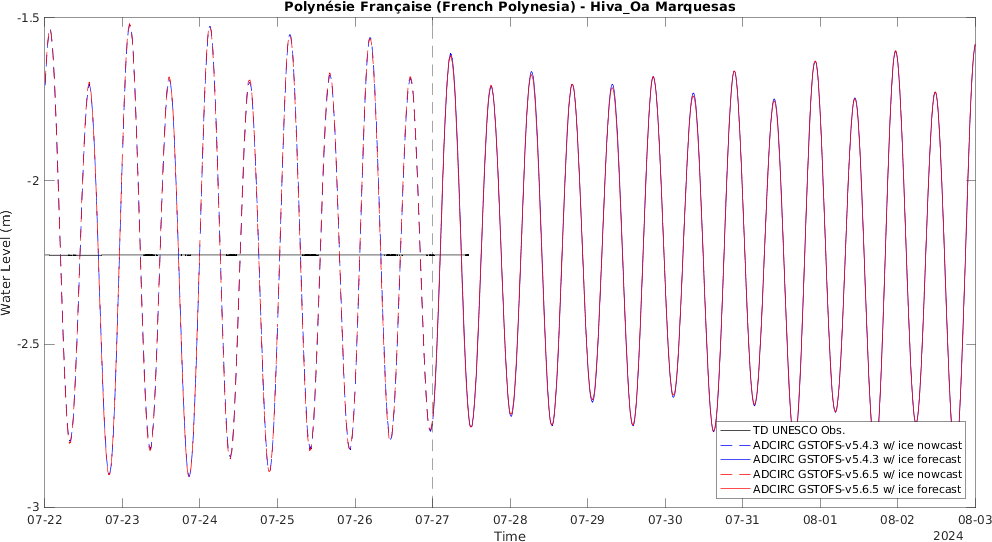 Polynésie Française (French Polynesia) - Hiva_Oa Marquesas
-1.5
-2
-2.5
-3
Water Level (m)
TD UNESCO Obs.
ADCIRC GSTOFS-v5.4.3 w/ ice nowcast
ADCIRC GSTOFS-v5.4.3 w/ ice forecast
ADCIRC GSTOFS-v5.6.5 w/ ice nowcast
ADCIRC GSTOFS-v5.6.5 w/ ice forecast
07-22 07-23 07-24 07-25 07-26 07-27 07-28 07-29 07-30 07-31 08-01 08-02 08-03
Time
2024